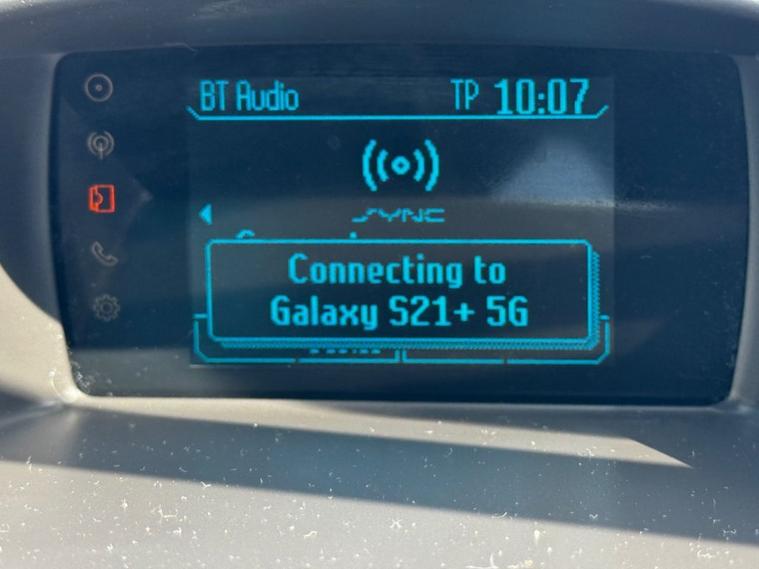 BT Audio TP 10:07
SYNC
Connecting to
Galaxy S21+ 5G